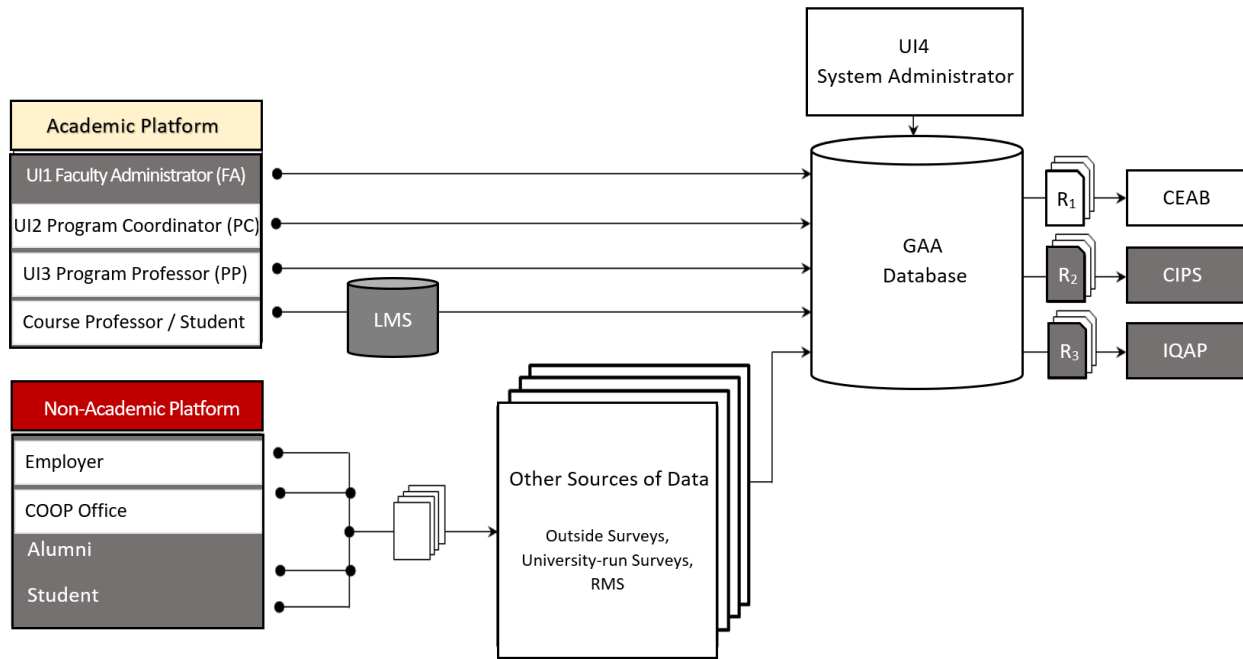 UI4
System Administrator
Academic Platform
UI1 Faculty Administrator (FA)
UI2 Program Coordinator (PC)
UI3 Program Professor (PP)
Course Professor / Student
LMS
GAA
Database
R1
CEAB
R2
CIPS
R3
IQAP
Non-Academic Platform
Employer
COOP Office
Alumni
Student
Other Sources of Data
Outside Surveys,
University-run Surveys,
RMS